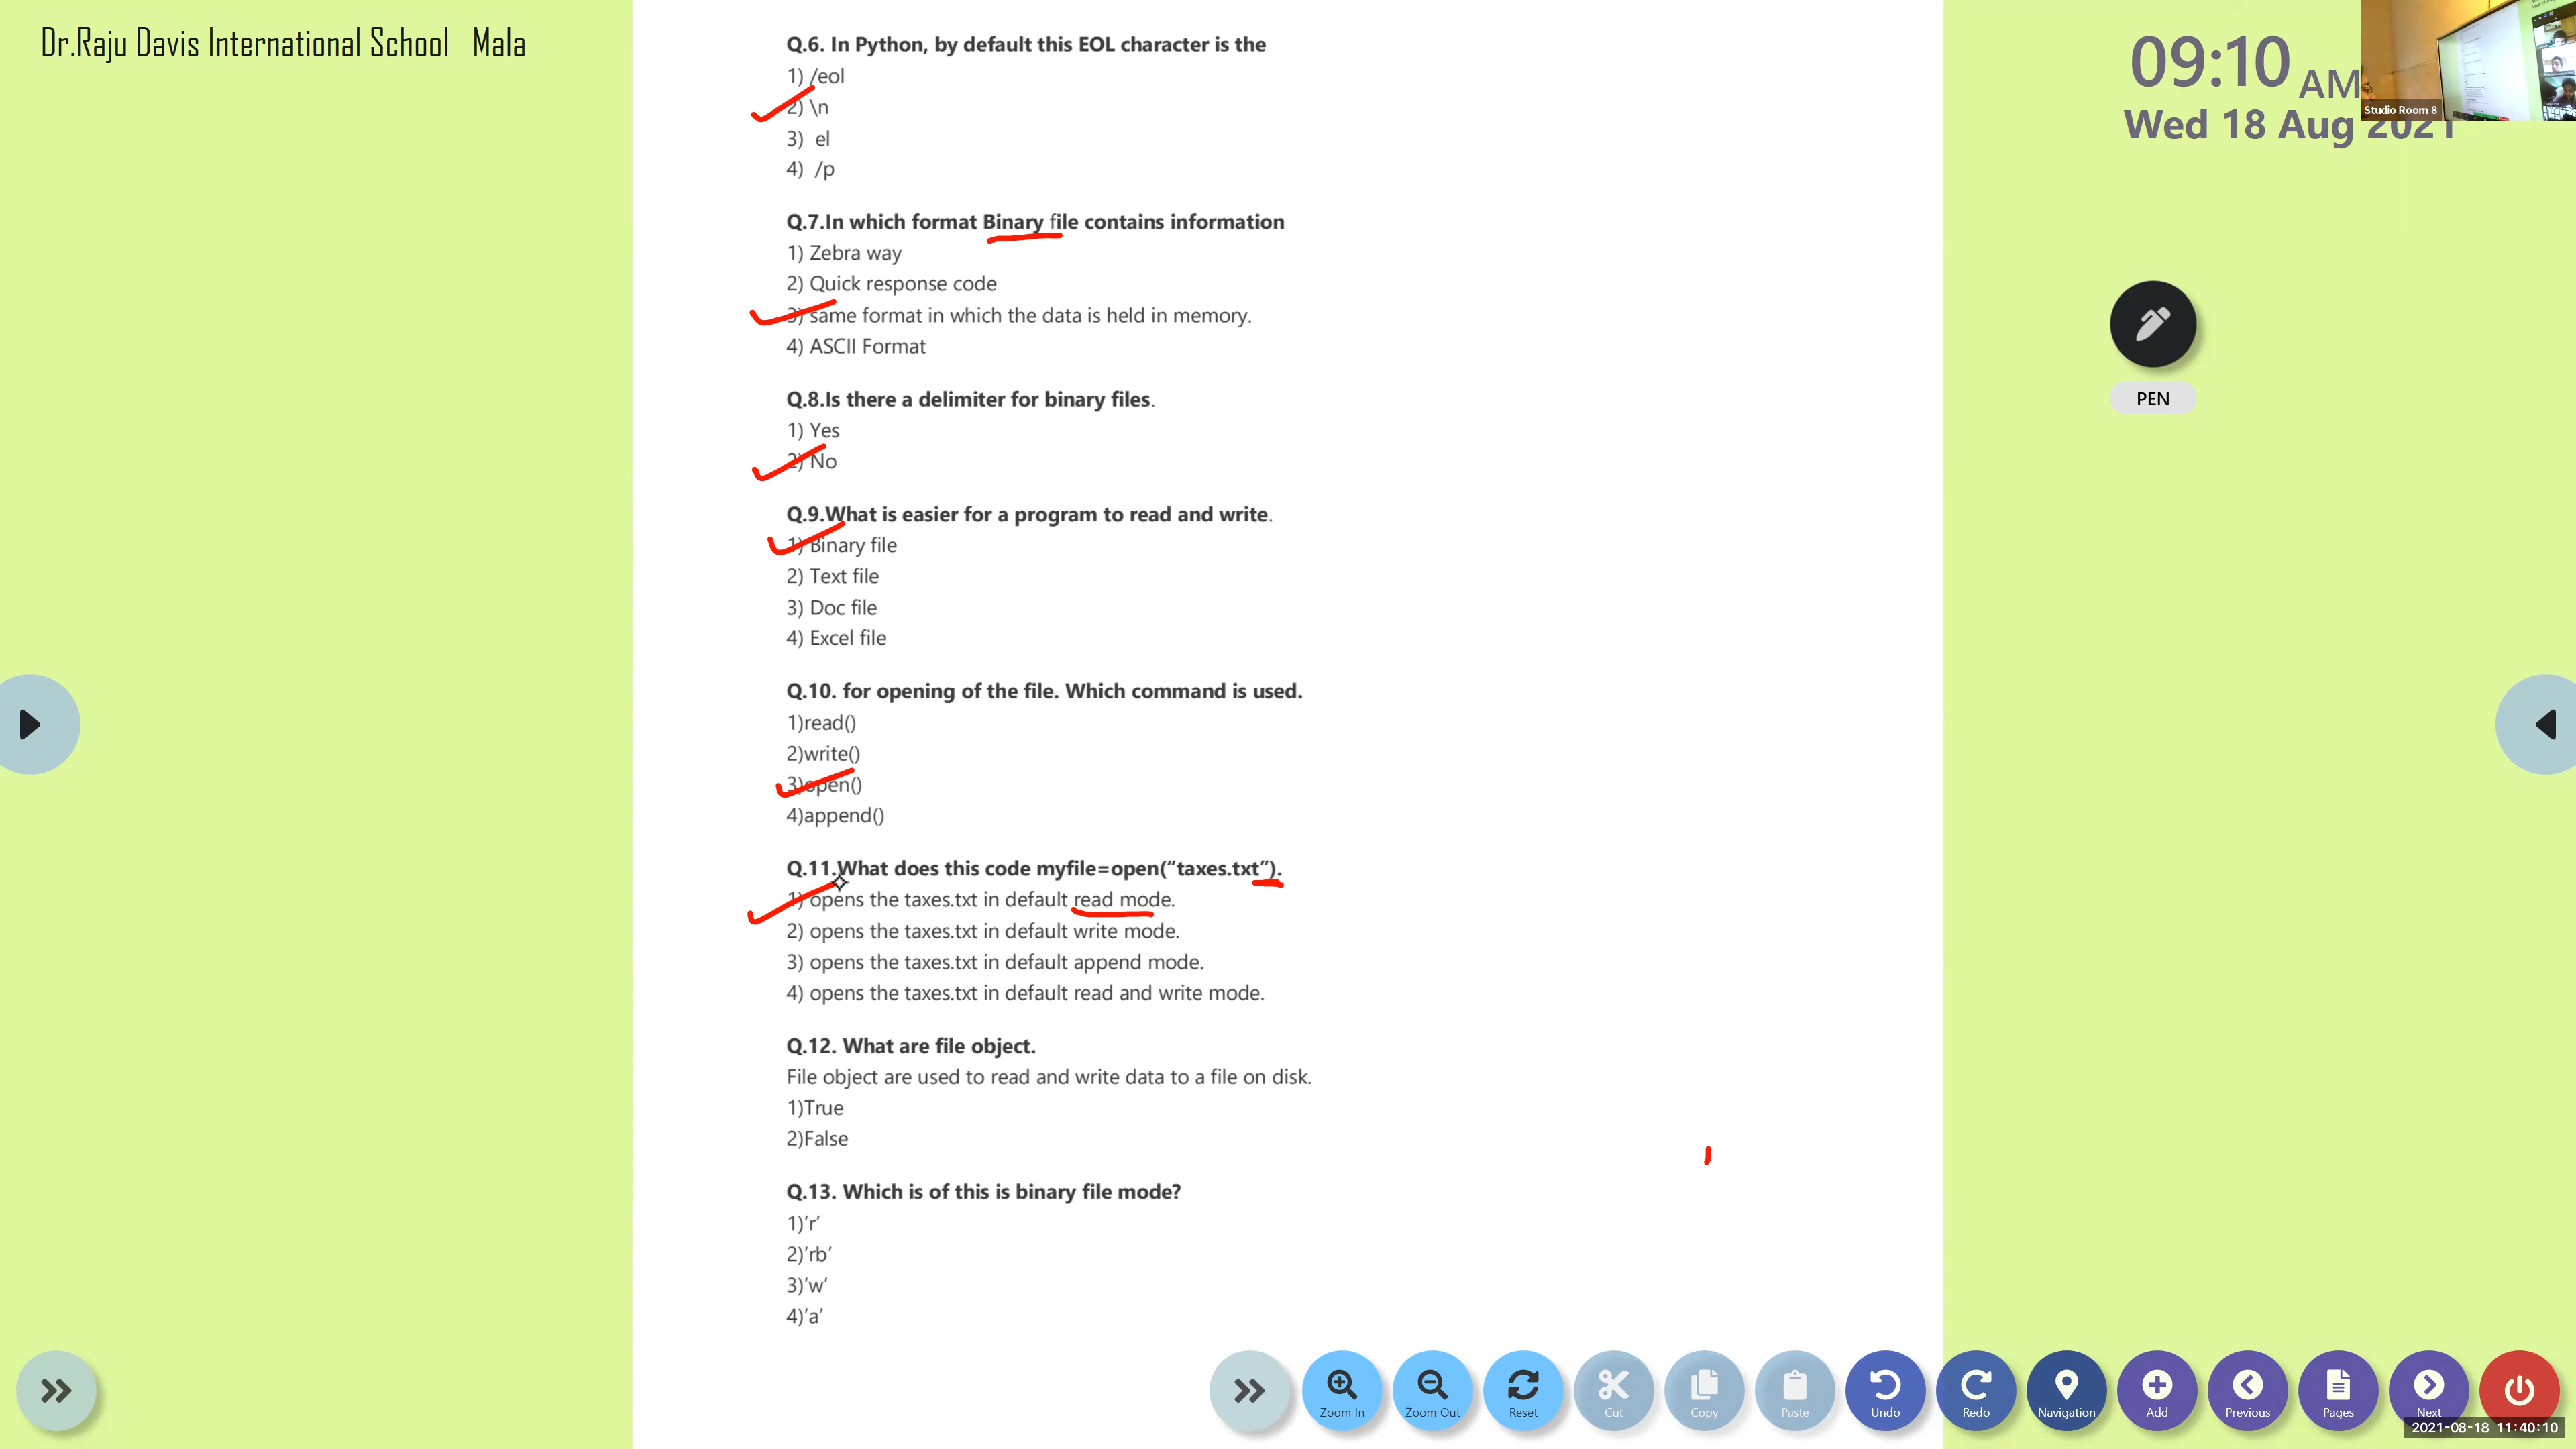 Dr.Raju Davis International School Mala
09:10 AM
Wed 18 Aug 2021
Studio Room 8
PEN
Q.6. In Python, by default this EOL character is the
1) /eol
2) \n
3) el
4) /p
Q.7.In which format Binary file contains information
1) Zebra way
2) Quick response code
3) same format in which the data is held in memory.
4) ASCII Format
Q.8.Is there a delimiter for binary files.
1) Yes
2) No
Q.9.What is easier for a program to read and write.
1) Binary file
2) Text file
3) Doc file
4) Excel file
Q.10. for opening of the file. Which command is used.
1)read()
2)write()
3)open()
4)append()
Q.11.What does this code myfile=open(“taxes.txt”).
1) opens the taxes.txt in default read mode.
2) opens the taxes.txt in default write mode.
3) opens the taxes.txt in default append mode.
4) opens the taxes.txt in default read and write mode.
Q.12. What are file object.
File object are used to read and write data to a file on disk.
1)True
2)False
Q.13. Which is of this is binary file mode?
1)’r’
2)’rb’
3)’w’
4)’a’
Zoom In
Zoom Out
Reset
Cut
Copy
Paste
Undo
Redo
Navigation
Add
Previous
Pages
Next
2021-08-18 11:40:10